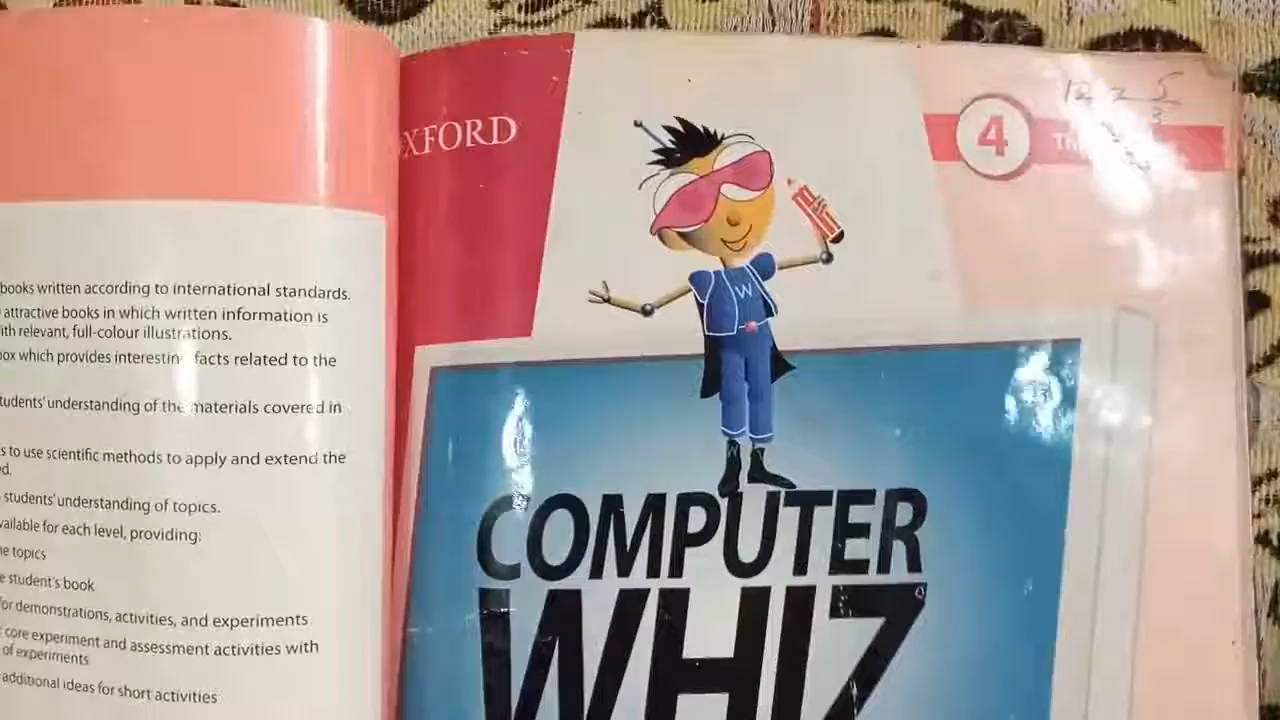 books written according to international standards.
attractive books in which written information is
ith relevant, full-colour illustrations.
ox which provides interesting facts related to the
tudents' understanding of the materials covered in
s to use scientific methods to apply and extend the
ed.
students' understanding of topics.
vailable for each level, providing:
e topics
e student's book
for demonstrations, activities, and experiments
core experiment and assessment activities with
of experiments
additional ideas for short activities
XFORD
4
W
COMPUTER
WHIZ